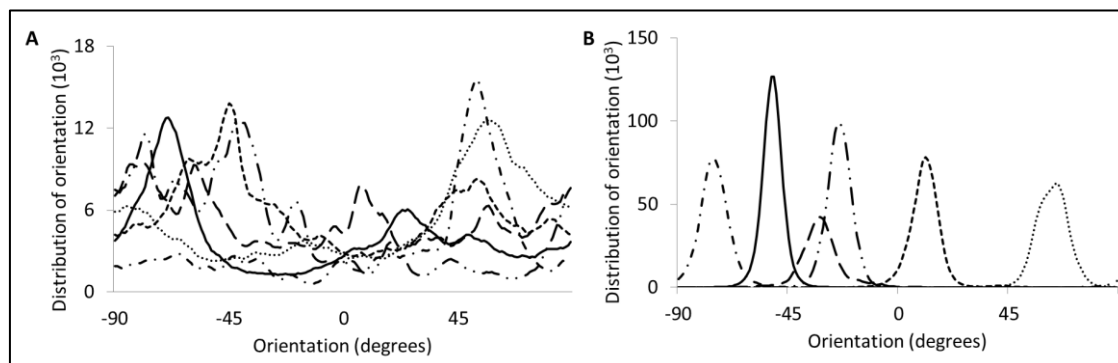 A
Distribution of orientation (10³)
18
12
6
0
-90
-45
0
45
Orientation (degrees)
B
Distribution of orientation (10³)
150
100
50
0
-90
-45
0
45
Orientation (degrees)